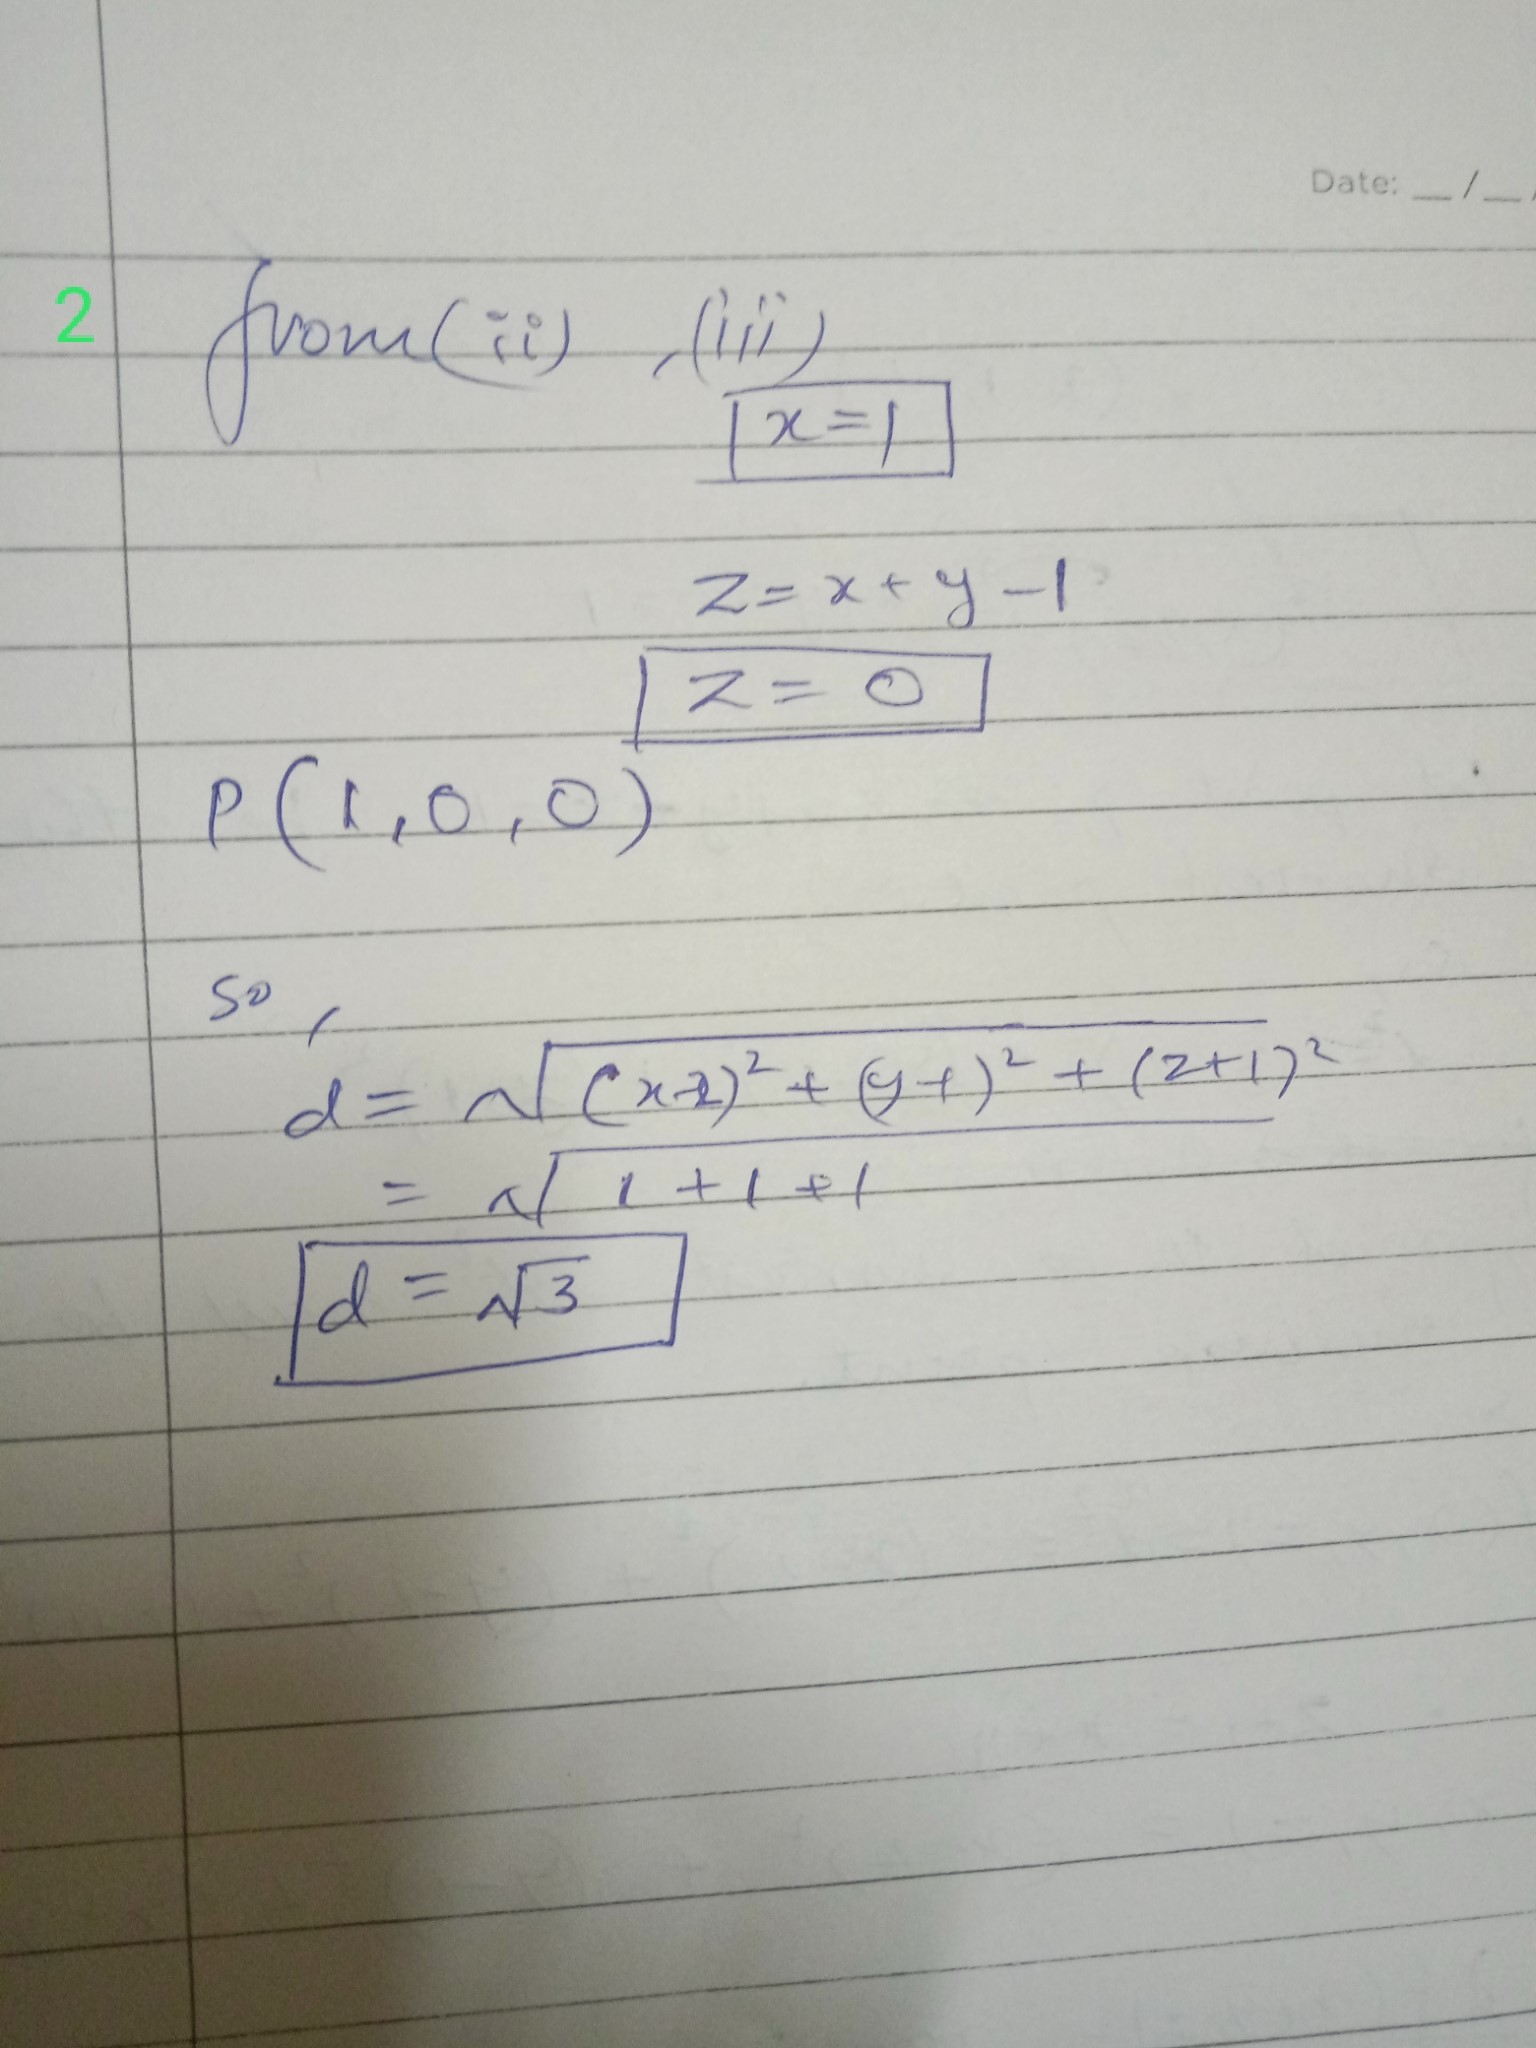 Date: __/__/
2
from (ii) , (iii)
x = 1
z = x + y - 1
z = 0
P(1, 0, 0)
so,
d = √(x-2)² + (y-1)² + (z+1)²
= √1 + 1 + 1
d = √3